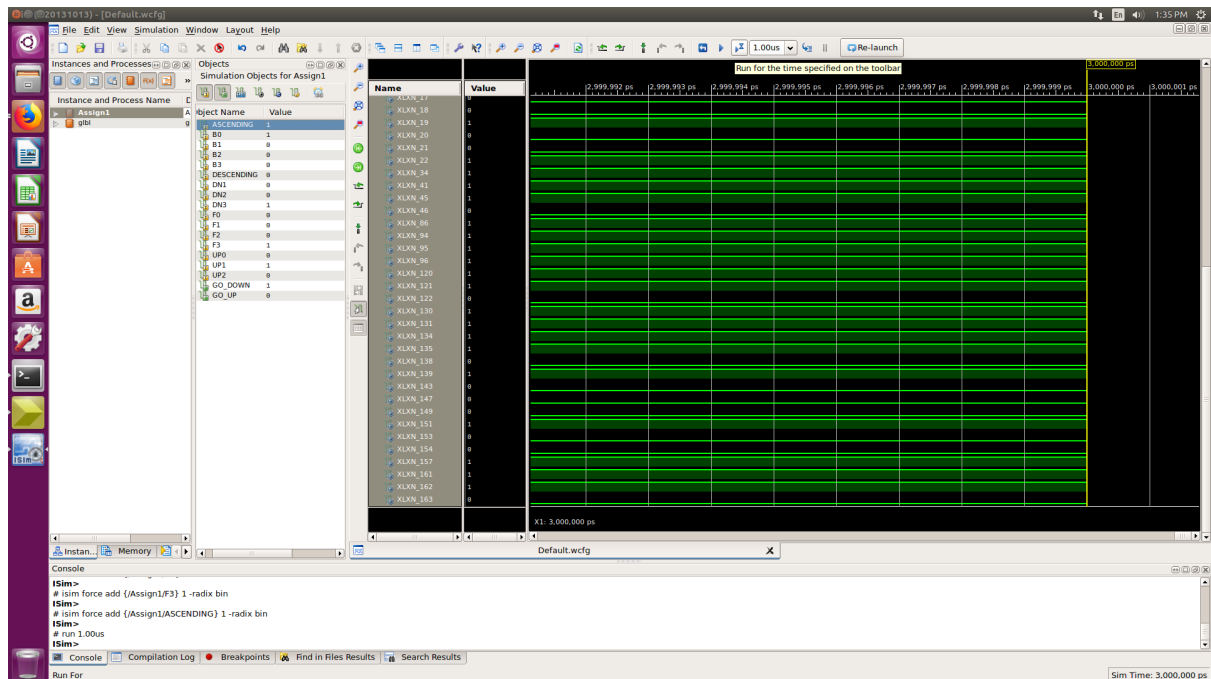 20131013) - [Default.wcfg]
En
1:35 PM
File Edit View Simulation Window Layout Help
1.00us
Re-launch
Run for the time specified on the toolbar
Instances and Processes
Instance and Process Name
Assign1
glbl
Instan...
Memory
Objects
Simulation Objects for Assign1
Object Name Value
ASCENDING 1
B0 1
B1 0
B2 0
B3 0
DESCENDING 0
DN1 0
DN2 0
DN3 1
F0 0
F1 0
F2 0
F3 1
UP0 0
UP1 1
UP2 0
GO_DOWN 1
GO_UP 0
Name Value
XLXN_17 0
XLXN_18 0
XLXN_19 1
XLXN_20 0
XLXN_21 0
XLXN_22 1
XLXN_34 1
XLXN_41 1
XLXN_45 1
XLXN_46 0
XLXN_86 1
XLXN_94 1
XLXN_95 1
XLXN_96 1
XLXN_120 1
XLXN_121 1
XLXN_122 0
XLXN_130 1
XLXN_131 1
XLXN_134 1
XLXN_135 1
XLXN_138 0
XLXN_139 1
XLXN_143 0
XLXN_147 0
XLXN_149 0
XLXN_151 1
XLXN_153 0
XLXN_154 0
XLXN_157 1
XLXN_161 1
XLXN_162 1
XLXN_163 0
3,000,000 ps
2,999,992 ps 2,999,993 ps 2,999,994 ps 2,999,995 ps 2,999,996 ps 2,999,997 ps 2,999,998 ps 2,999,999 ps 3,000,000 ps 3,000,001 ps
X1: 3,000,000 ps
Default.wcfg
Console
ISim>
# isim force add {/Assign1/F3} 1 -radix bin
ISim>
# isim force add {/Assign1/ASCENDING} 1 -radix bin
ISim>
# run 1.00us
ISim>
Console Compilation Log Breakpoints Find in Files Results Search Results
Run For
Sim Time: 3,000,000 ps